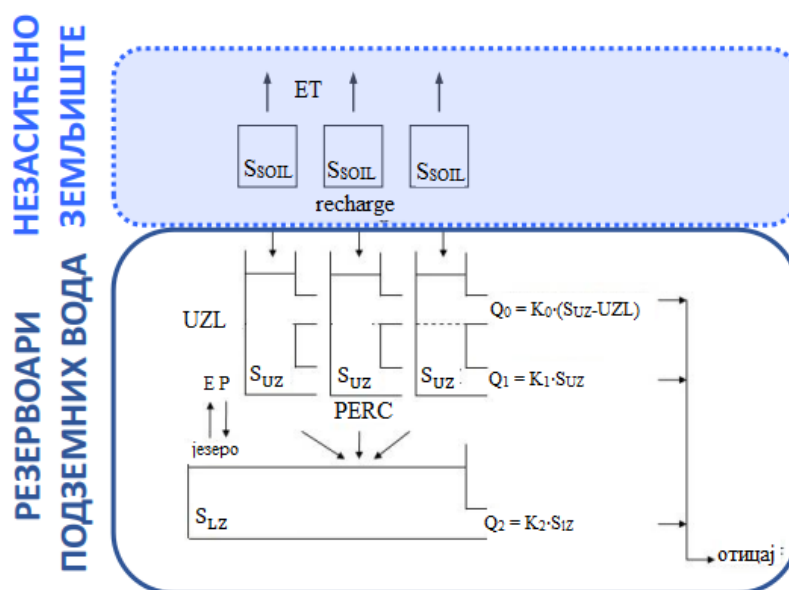 НЕЗАСИЋЕНО
ЗЕМЉИШТЕ
ET
SSOIL SSOIL SSOIL
recharge
РЕЗЕРВОАРИ
ПОДЗЕМНИХ ВОДА
UZL
Q0 = K0·(SUZ-UZL)
SUZ SUZ SUZ
Q1 = K1·SUZ
E P
PERC
језеро
SLZ
Q2 = K2·SlZ
отицај